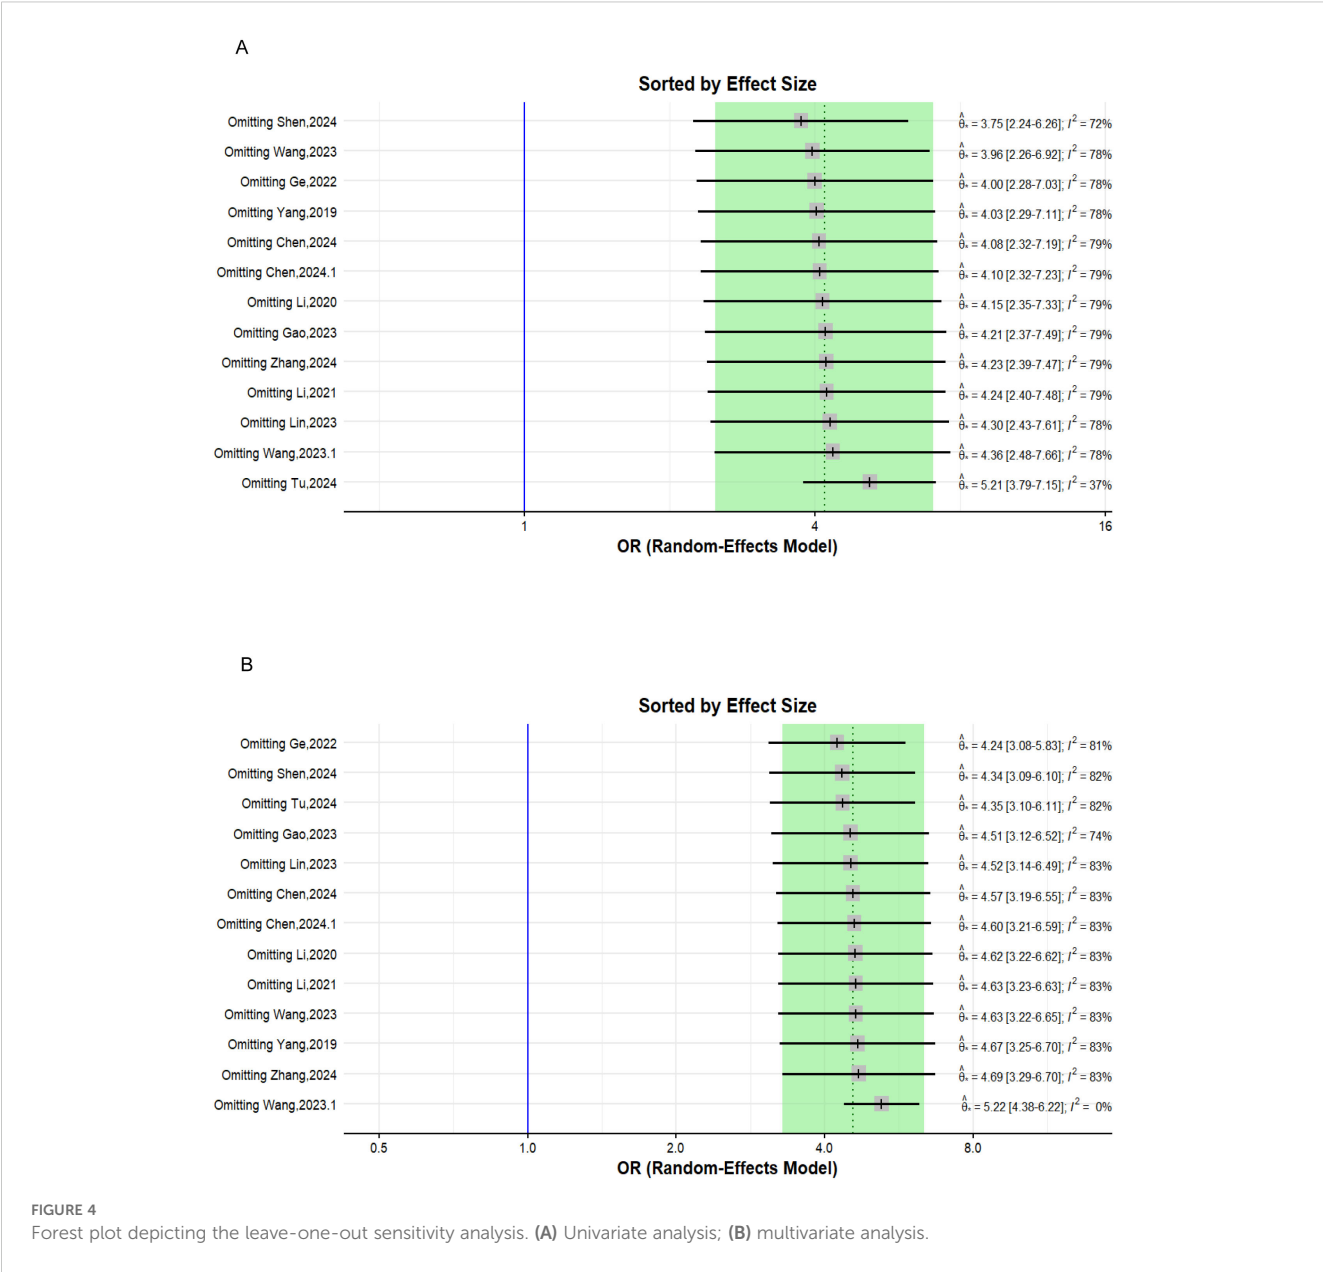 A
Sorted by Effect Size
Omitting Shen,2024 θ̂* = 3.75 [2.24-6.26]; I² = 72%
Omitting Wang,2023 θ̂* = 3.96 [2.26-6.92]; I² = 78%
Omitting Ge,2022 θ̂* = 4.00 [2.28-7.03]; I² = 78%
Omitting Yang,2019 θ̂* = 4.03 [2.29-7.11]; I² = 78%
Omitting Chen,2024 θ̂* = 4.08 [2.32-7.19]; I² = 79%
Omitting Chen,2024.1 θ̂* = 4.10 [2.32-7.23]; I² = 79%
Omitting Li,2020 θ̂* = 4.15 [2.35-7.33]; I² = 79%
Omitting Gao,2023 θ̂* = 4.21 [2.37-7.49]; I² = 79%
Omitting Zhang,2024 θ̂* = 4.23 [2.39-7.47]; I² = 79%
Omitting Li,2021 θ̂* = 4.24 [2.40-7.48]; I² = 79%
Omitting Lin,2023 θ̂* = 4.30 [2.43-7.61]; I² = 78%
Omitting Wang,2023.1 θ̂* = 4.36 [2.48-7.66]; I² = 78%
Omitting Tu,2024 θ̂* = 5.21 [3.79-7.15]; I² = 37%
1 4 16
OR (Random-Effects Model)
B
Sorted by Effect Size
Omitting Ge,2022 θ̂* = 4.24 [3.08-5.83]; I² = 81%
Omitting Shen,2024 θ̂* = 4.34 [3.09-6.10]; I² = 82%
Omitting Tu,2024 θ̂* = 4.35 [3.10-6.11]; I² = 82%
Omitting Gao,2023 θ̂* = 4.51 [3.12-6.52]; I² = 74%
Omitting Lin,2023 θ̂* = 4.52 [3.14-6.49]; I² = 83%
Omitting Chen,2024 θ̂* = 4.57 [3.19-6.55]; I² = 83%
Omitting Chen,2024.1 θ̂* = 4.60 [3.21-6.59]; I² = 83%
Omitting Li,2020 θ̂* = 4.62 [3.22-6.62]; I² = 83%
Omitting Li,2021 θ̂* = 4.63 [3.23-6.63]; I² = 83%
Omitting Wang,2023 θ̂* = 4.63 [3.22-6.65]; I² = 83%
Omitting Yang,2019 θ̂* = 4.67 [3.25-6.70]; I² = 83%
Omitting Zhang,2024 θ̂* = 4.69 [3.29-6.70]; I² = 83%
Omitting Wang,2023.1 θ̂* = 5.22 [4.38-6.22]; I² = 0%
0.5 1.0 2.0 4.0 8.0
OR (Random-Effects Model)
FIGURE 4
Forest plot depicting the leave-one-out sensitivity analysis. (A) Univariate analysis; (B) multivariate analysis.